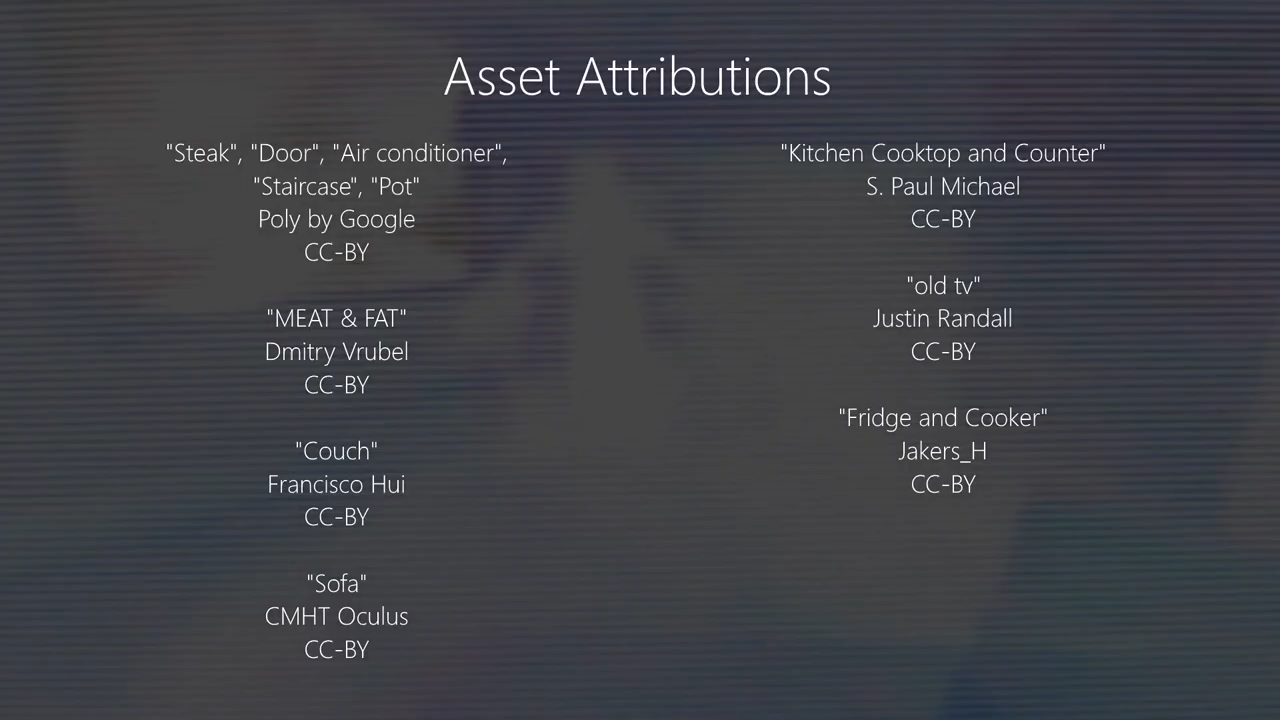 Asset Attributions
"Steak", "Door", "Air conditioner",
"Staircase", "Pot"
Poly by Google
CC-BY
"MEAT & FAT"
Dmitry Vrubel
CC-BY
"Couch"
Francisco Hui
CC-BY
"Sofa"
CMHT Oculus
CC-BY
"Kitchen Cooktop and Counter"
S. Paul Michael
CC-BY
"old tv"
Justin Randall
CC-BY
"Fridge and Cooker"
Jakers_H
CC-BY